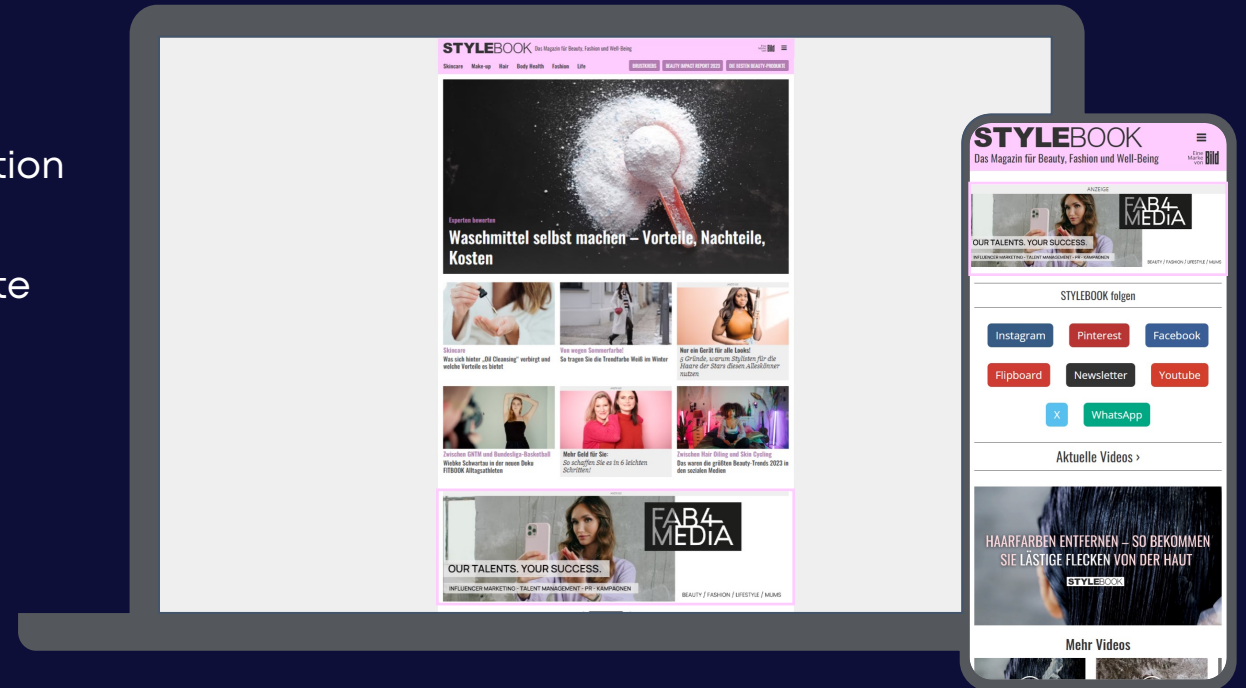 tion
te
STYLEBOOK Das Magazin für Beauty, Fashion und Well-Being
Bild
Skincare Make-up Hair Body Health Fashion Life
BEAUTY IMPACT REPORT 2023 DIE BESTEN BEAUTY-PRODUKTE
Experten bewerten
Waschmittel selbst machen – Vorteile, Nachteile,
Kosten
Skincare
Was sich hinter „Oil Cleansing“ verbirgt und
welche Vorteile es bietet
Von wegen Sommerfarbe!
So tragen Sie die Trendfarbe Weiß im Winter
Nur ein Gerät für alle Looks!
5 Gründe, warum Stylisten für die
Haare der Stars diesen Alleskönner
nutzen
Zwischen GNTM und Bundesliga-Basketball
Wiebke Schwartau in der neuen Doku
FITBOOK Alltagsathleten
Mehr Geld für Sie:
So schaffen Sie es in 6 leichten
Schritten!
Zwischen Hair Oiling und Skin Cycling
Das waren die größten Beauty-Trends 2023 in
den sozialen Medien
FAB4
MEDIA
OUR TALENTS. YOUR SUCCESS.
INFLUENCER MARKETING - TALENT MANAGEMENT - PR - KAMPAGNEN
BEAUTY / FASHION / LIFESTYLE / MUMS
STYLEBOOK
Das Magazin für Beauty, Fashion und Well-Being
Eine
Marke
von Bild
ANZEIGE
FAB4
MEDIA
OUR TALENTS. YOUR SUCCESS.
INFLUENCER MARKETING - TALENT MANAGEMENT - PR - KAMPAGNEN
BEAUTY / FASHION / LIFESTYLE / MUMS
STYLEBOOK folgen
Instagram Pinterest Facebook
Flipboard Newsletter Youtube
X WhatsApp
Aktuelle Videos ›
HAARFARBEN ENTFERNEN – SO BEKOMMEN
SIE LÄSTIGE FLECKEN VON DER HAUT
STYLEBOOK
Mehr Videos